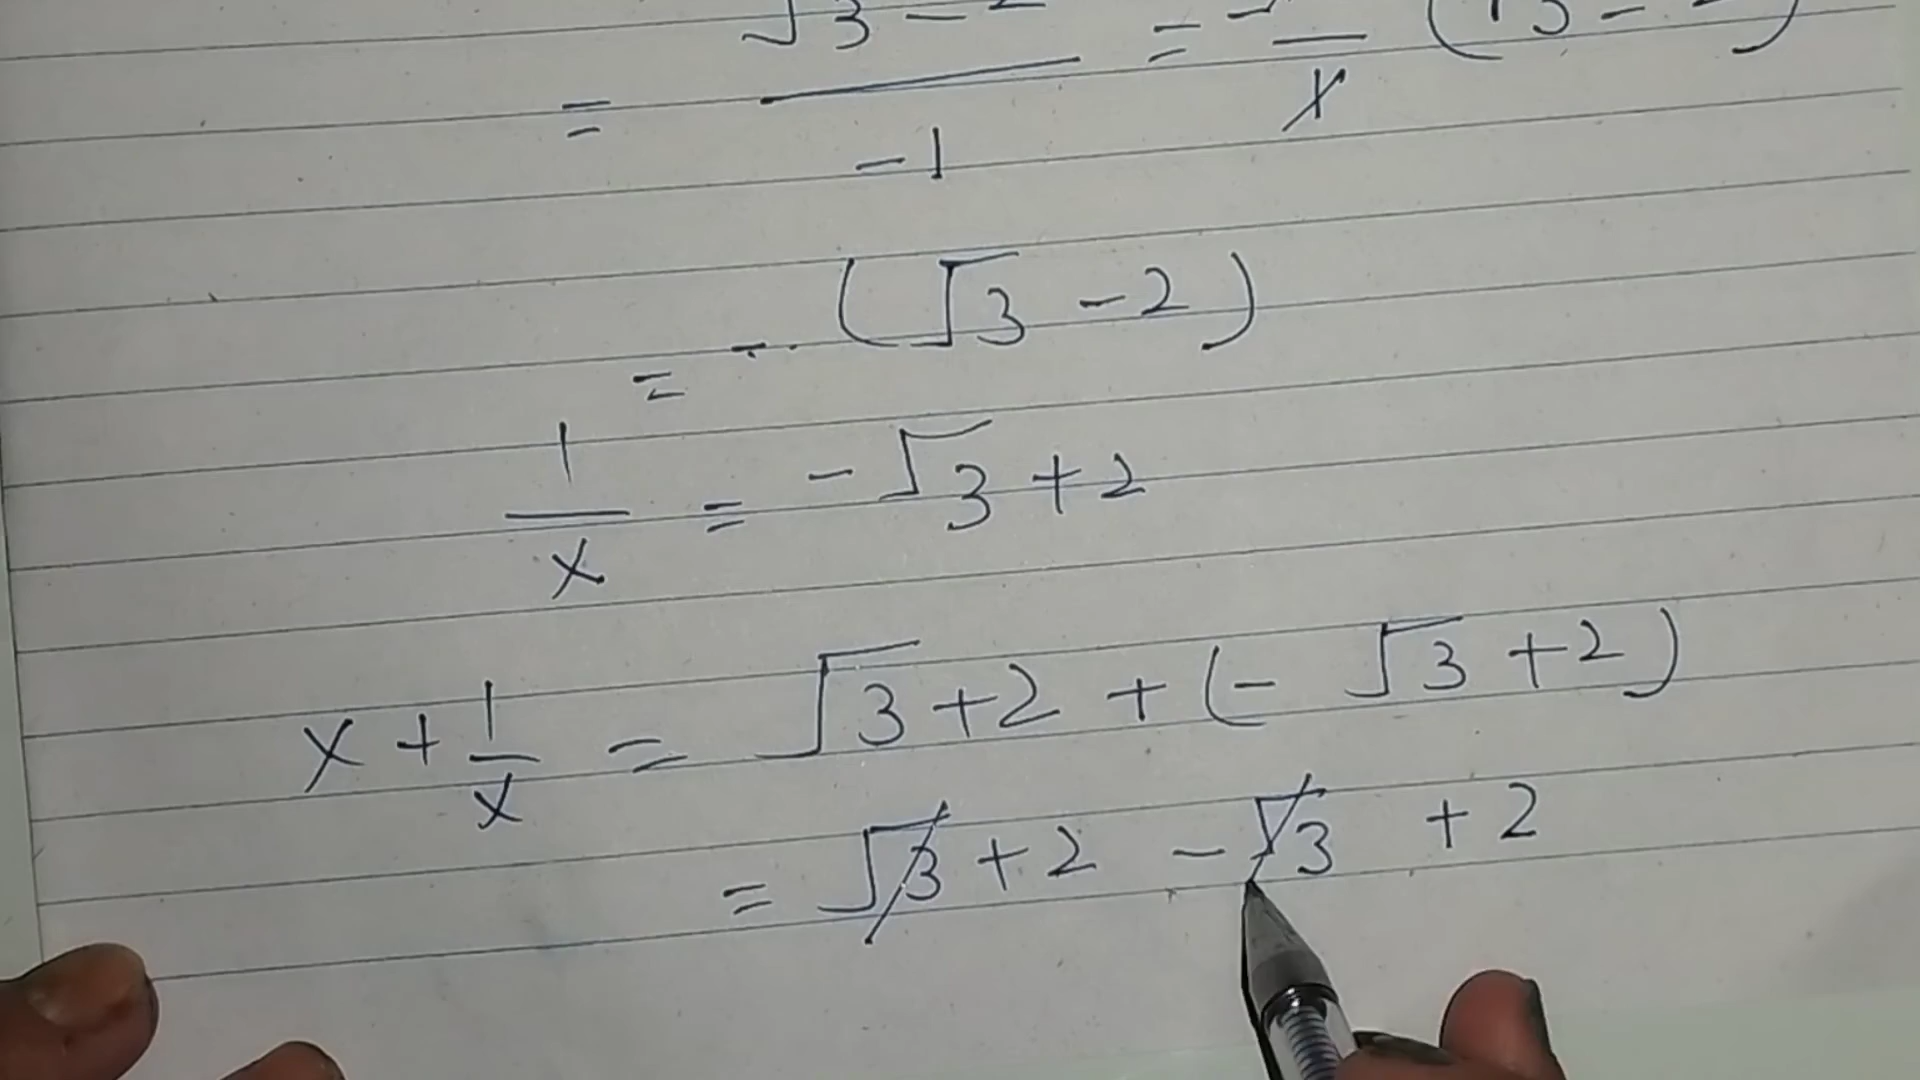 = √3 - 2 / -1 = -1/1 (√3 - 2)
= - (√3 - 2)
1/x = -√3 + 2
x + 1/x = √3 + 2 + (- √3 + 2)
= √3 + 2 - √3 + 2